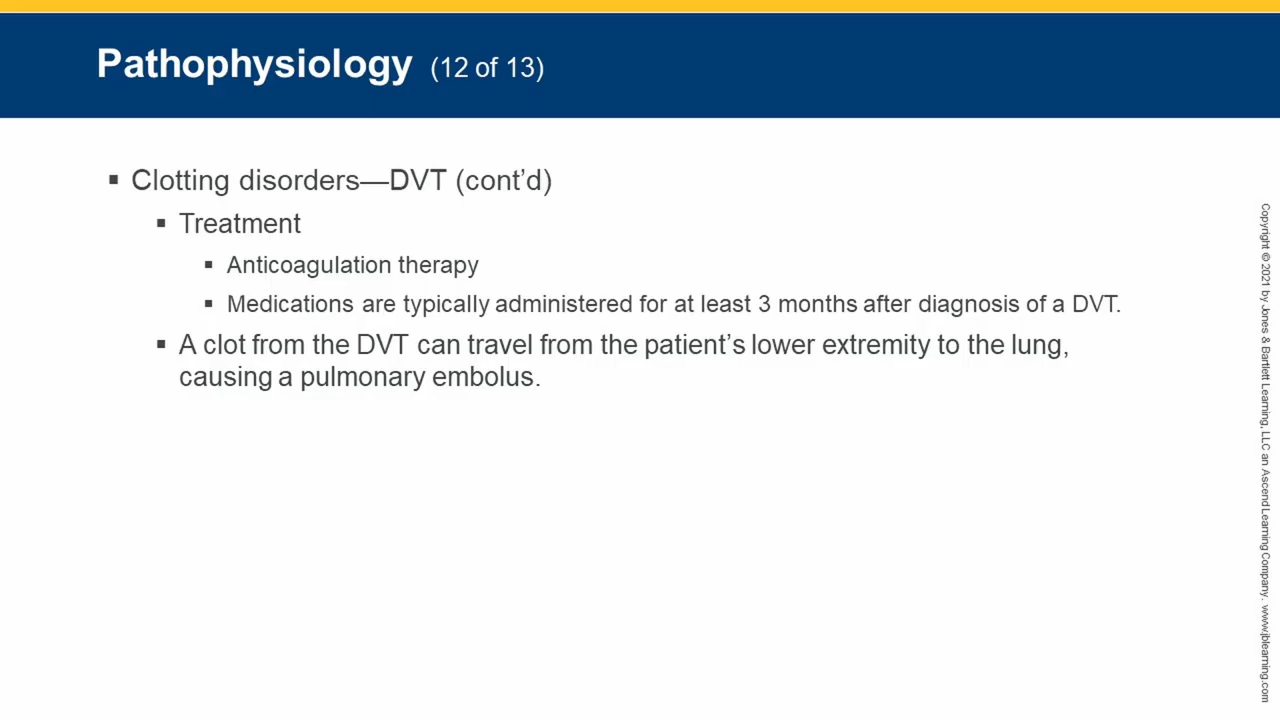 Pathophysiology (12 of 13)
▪ Clotting disorders—DVT (cont’d)
▪ Treatment
▪ Anticoagulation therapy
▪ Medications are typically administered for at least 3 months after diagnosis of a DVT.
▪ A clot from the DVT can travel from the patient’s lower extremity to the lung,
causing a pulmonary embolus.
Copyright © 2021 by Jones & Bartlett Learning, LLC an Ascend Learning Company. www.jblearning.com